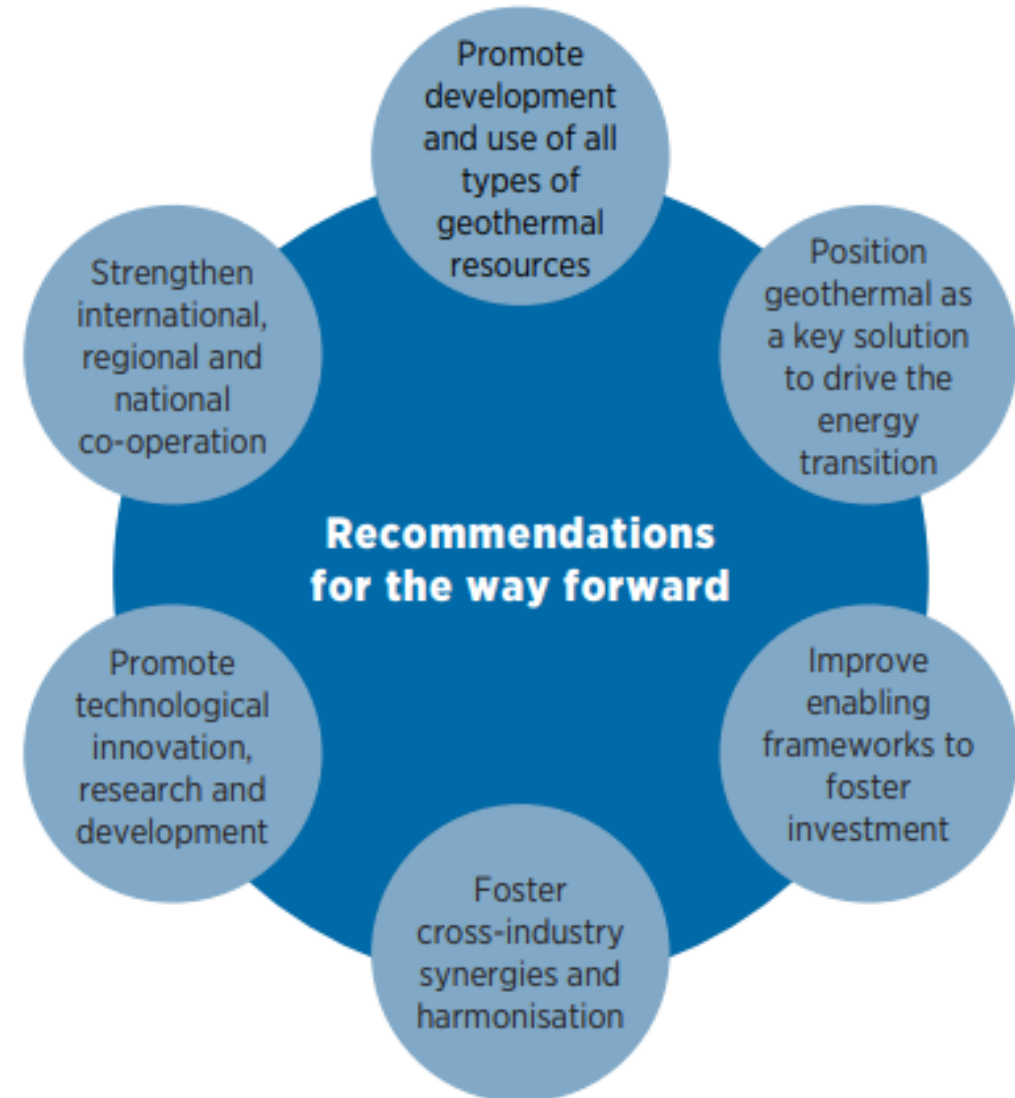 Promote
development
and use of all
types of
geothermal
resources
Position
geothermal as
a key solution
to drive the
energy
transition
Improve
enabling
frameworks to
foster
investment
Foster
cross-industry
synergies and
harmonisation
Promote
technological
innovation,
research and
development
Strengthen
international,
regional and
national
co-operation
Recommendations
for the way forward